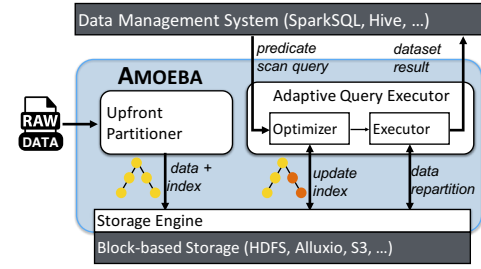 Data Management System (SparkSQL, Hive, ...)
predicate
scan query
dataset
result
AMOEBA
Adaptive Query Executor
Upfront
Partitioner
Optimizer
Executor
RAW
DATA
data +
index
update
index
data
repartition
Storage Engine
Block-based Storage (HDFS, Alluxio, S3, ...)